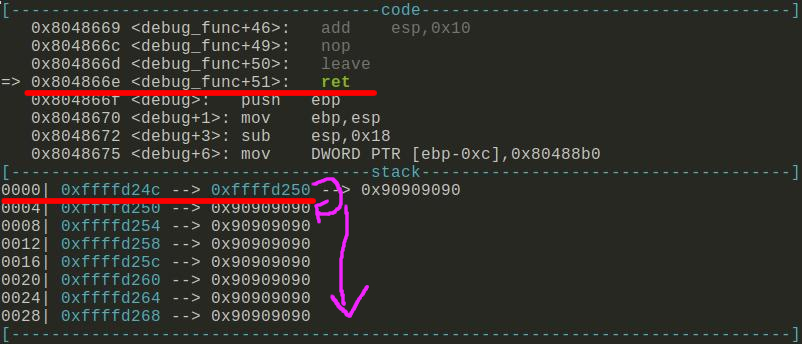 [-------------------------------------code-------------------------------------]
   0x8048669 <debug_func+46>:	add    esp,0x10
   0x804866c <debug_func+49>:	nop
   0x804866d <debug_func+50>:	leave
=> 0x804866e <debug_func+51>:	ret
   0x804866f <debug>:	push   ebp
   0x8048670 <debug+1>:	mov    ebp,esp
   0x8048672 <debug+3>:	sub    esp,0x18
   0x8048675 <debug+6>:	mov    DWORD PTR [ebp-0xc],0x80488b0
[------------------------------------stack-------------------------------------]
0000| 0xffffd24c --> 0xffffd250 --> 0x90909090
0004| 0xffffd250 --> 0x90909090
0008| 0xffffd254 --> 0x90909090
0012| 0xffffd258 --> 0x90909090
0016| 0xffffd25c --> 0x90909090
0020| 0xffffd260 --> 0x90909090
0024| 0xffffd264 --> 0x90909090
0028| 0xffffd268 --> 0x90909090
[------------------------------------------------------------------------------]